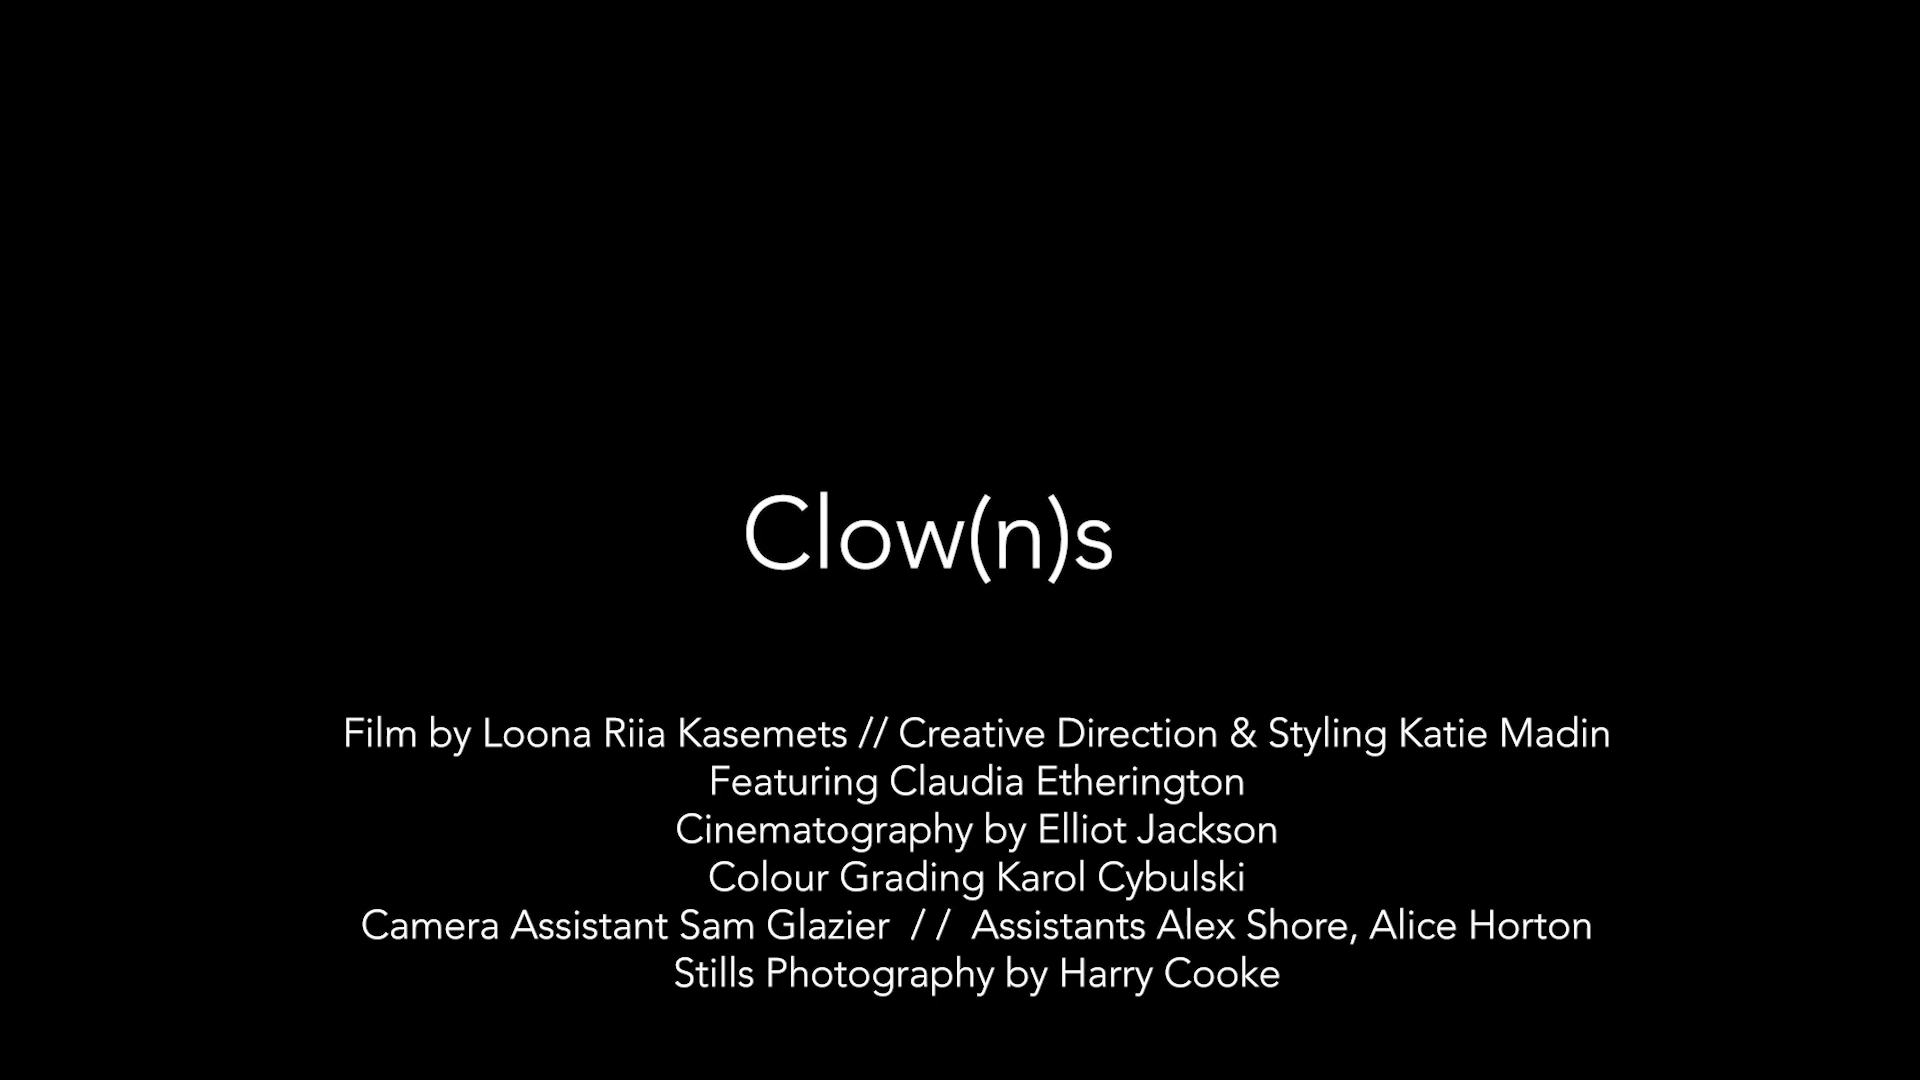 Clow(n)s
Film by Loona Riia Kasemets // Creative Direction & Styling Katie Madin
Featuring Claudia Etherington
Cinematography by Elliot Jackson
Colour Grading Karol Cybulski
Camera Assistant Sam Glazier  / /  Assistants Alex Shore, Alice Horton
Stills Photography by Harry Cooke